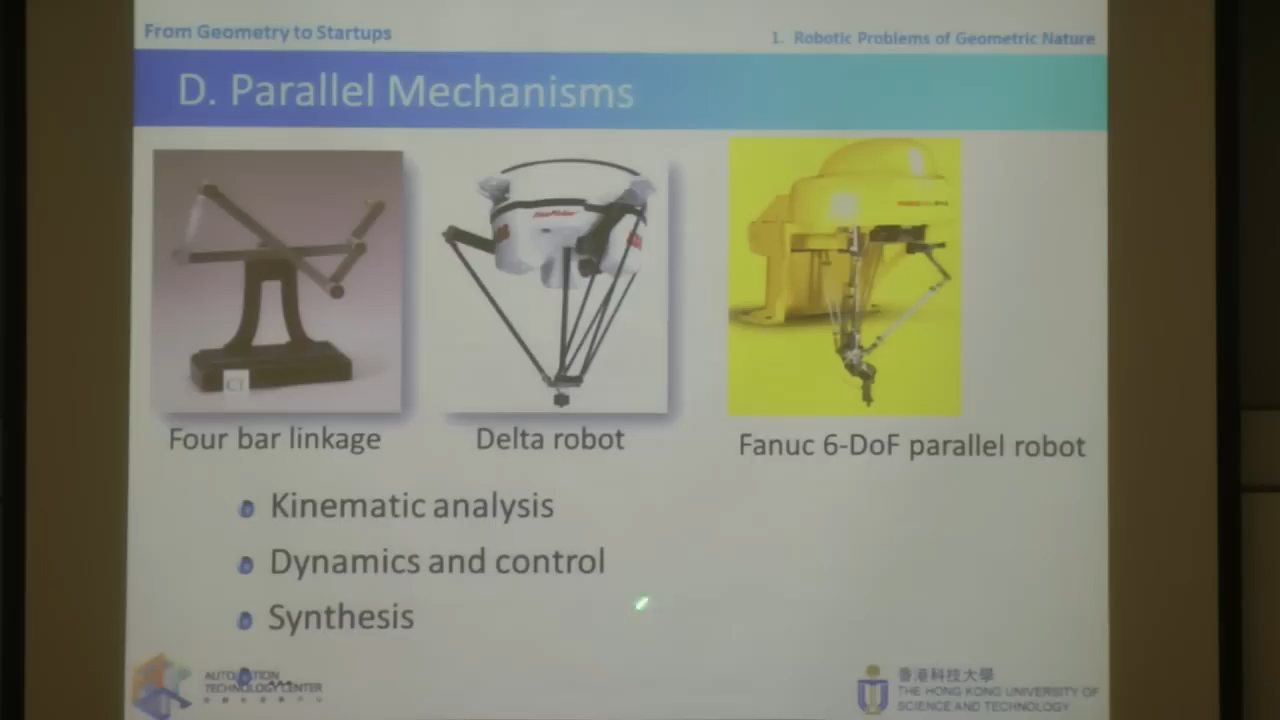 From Geometry to Startups
1. Robotic Problems of Geometric Nature
D. Parallel Mechanisms
C1
Four bar linkage
Delta robot
Fanuc 6-DoF parallel robot
Kinematic analysis
Dynamics and control
Synthesis
...
AUTOMATION
TECHNOLOGY CENTER
香港科技大學
THE HONG KONG UNIVERSITY OF
SCIENCE AND TECHNOLOGY